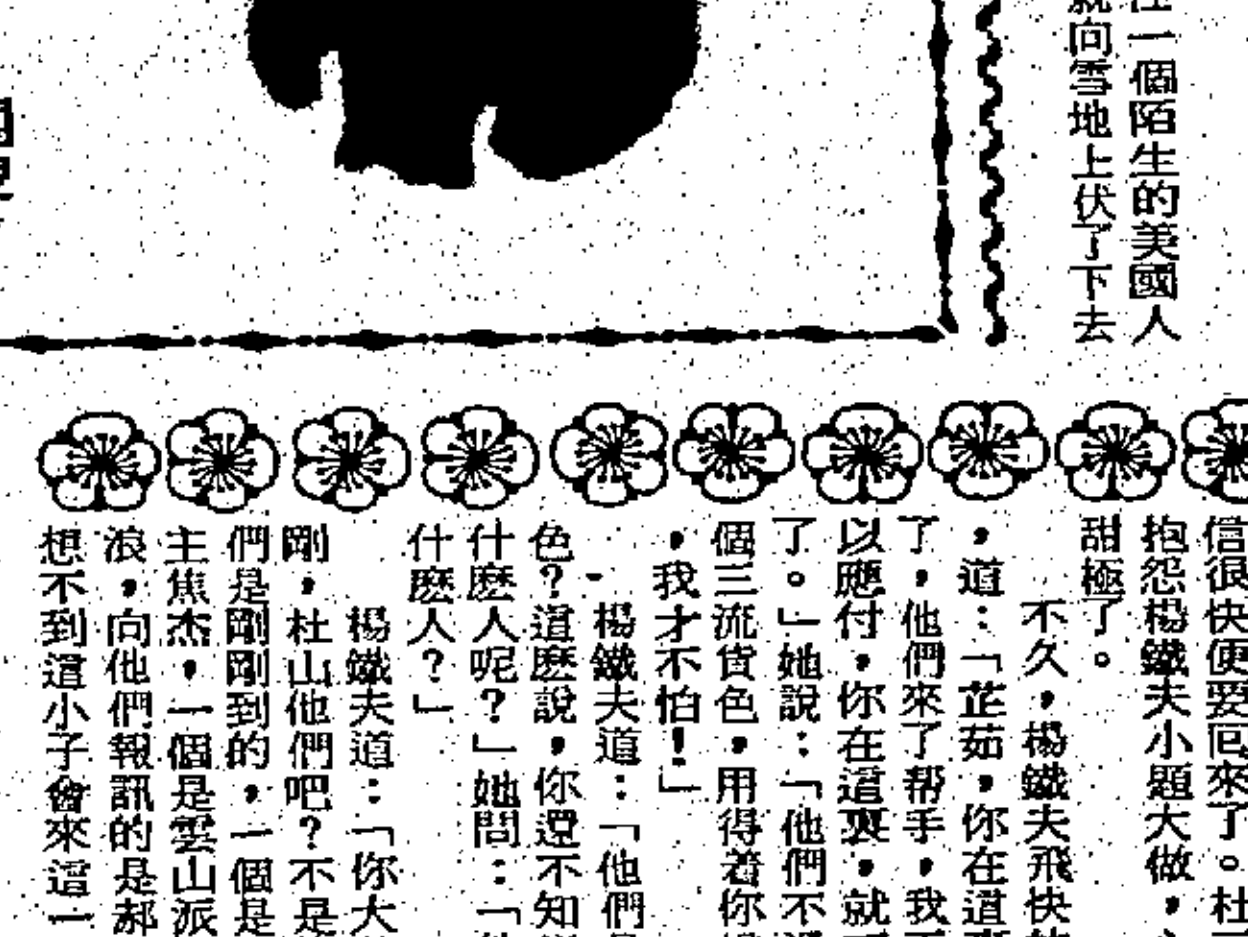 一個陌生的美國人
向雪地上伏了下去
信很快便要回來了。杜
抱怨楊鐵夫小題大做，
甜極了。
不久，楊鐵夫飛快
，道：「芷茹，你在這
了，他們來了帮手，我
以應付，你在這裏，就
了。」她說：「他們不
個三流貨色，用得着你
，我才不怕！」
楊鐵夫道：「他們
色？這麽說，你還不知
什麽人呢？」她問：「
什麽人？」
楊鐵夫道：「你大
剛，杜山他們吧？不是
們是剛剛到的，一個是
主焦杰，一個是雲山派
浪，向他們報訊的是郝
想不到這小子會來這一